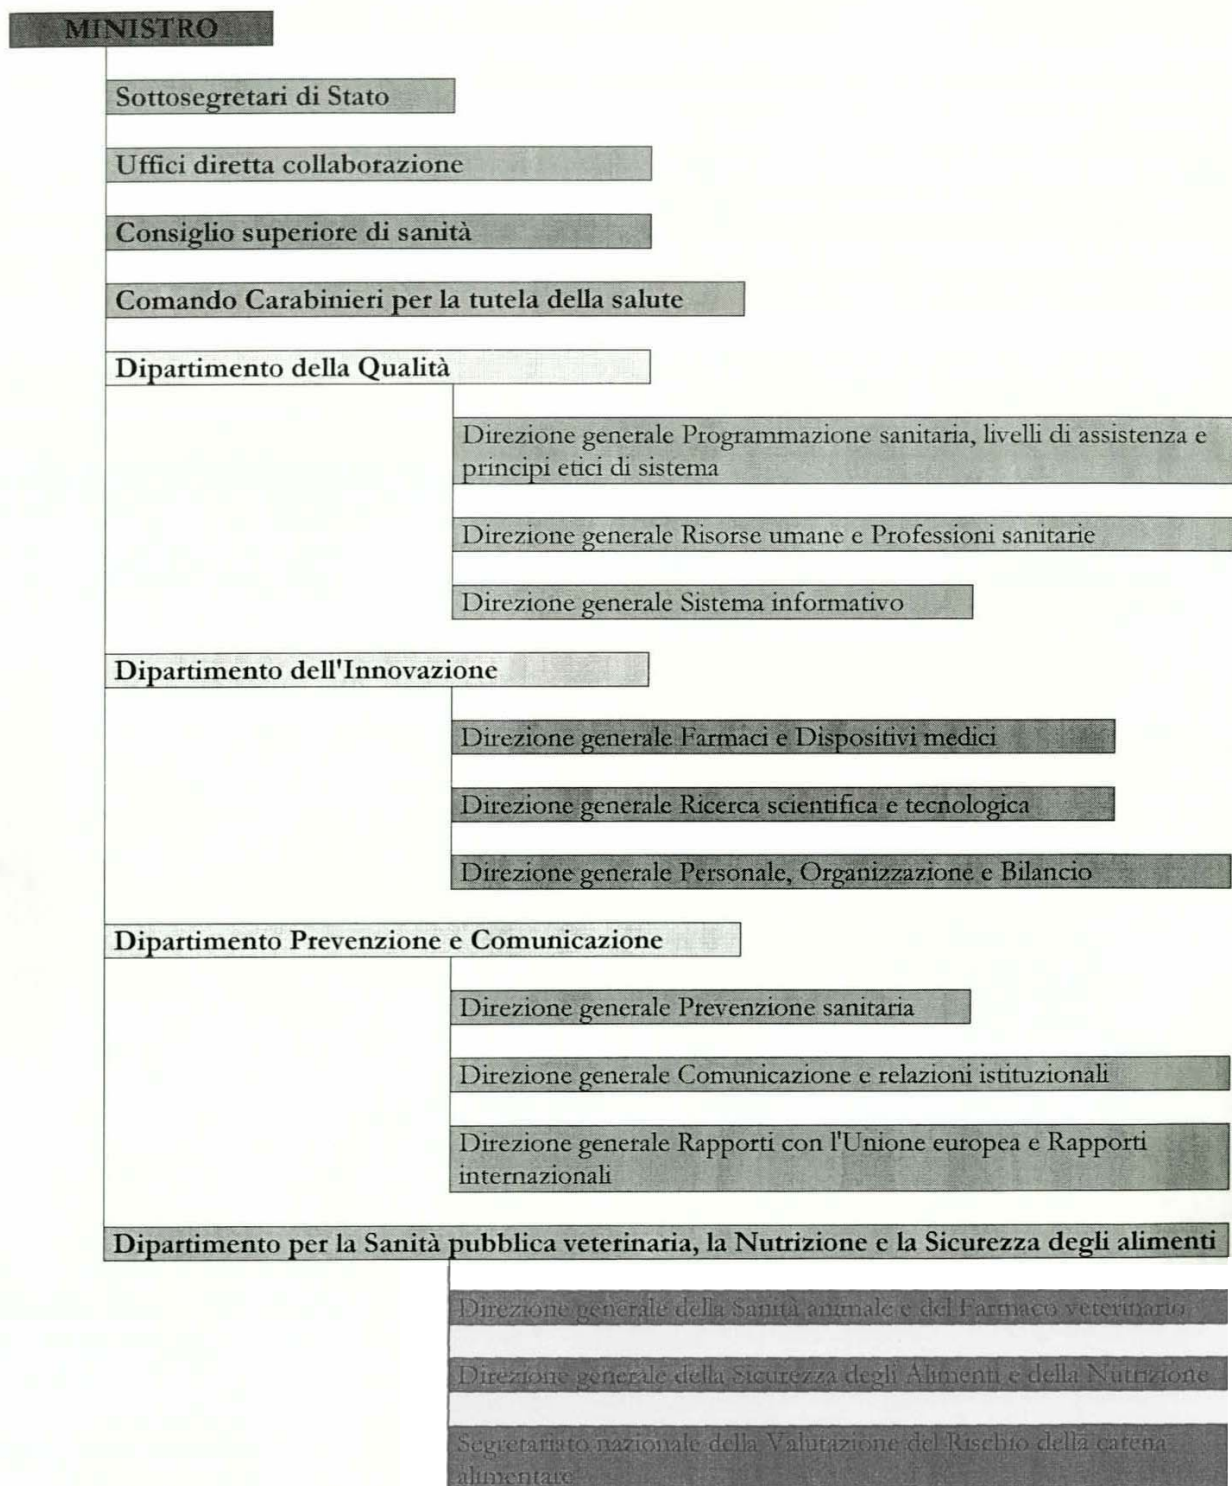 MINISTRO
Sottosegretari di Stato
Uffici diretta collaborazione
Consiglio superiore di sanità
Comando Carabinieri per la tutela della salute
Dipartimento della Qualità
Direzione generale Programmazione sanitaria, livelli di assistenza e
principi etici di sistema
Direzione generale Risorse umane e Professioni sanitarie
Direzione generale Sistema informativo
Dipartimento dell'Innovazione
Direzione generale Farmaci e Dispositivi medici
Direzione generale Ricerca scientifica e tecnologica
Direzione generale Personale, Organizzazione e Bilancio
Dipartimento Prevenzione e Comunicazione
Direzione generale Prevenzione sanitaria
Direzione generale Comunicazione e relazioni istituzionali
Direzione generale Rapporti con l'Unione europea e Rapporti
internazionali
Dipartimento per la Sanità pubblica veterinaria, la Nutrizione e la Sicurezza degli alimenti
Direzione generale della Sanità animale e del Farmaco veterinario
Direzione generale della Sicurezza degli Alimenti e della Nutrizione
Segretariato nazionale della Valutazione del Rischio della catena
alimentare